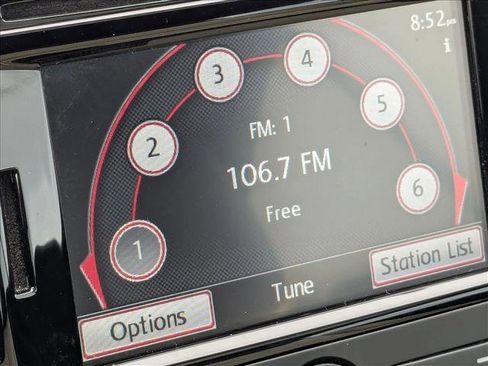 8:52pm
i
3
4
2
5
FM: 1
106.7 FM
6
Free
1
Station List
Tune
Options